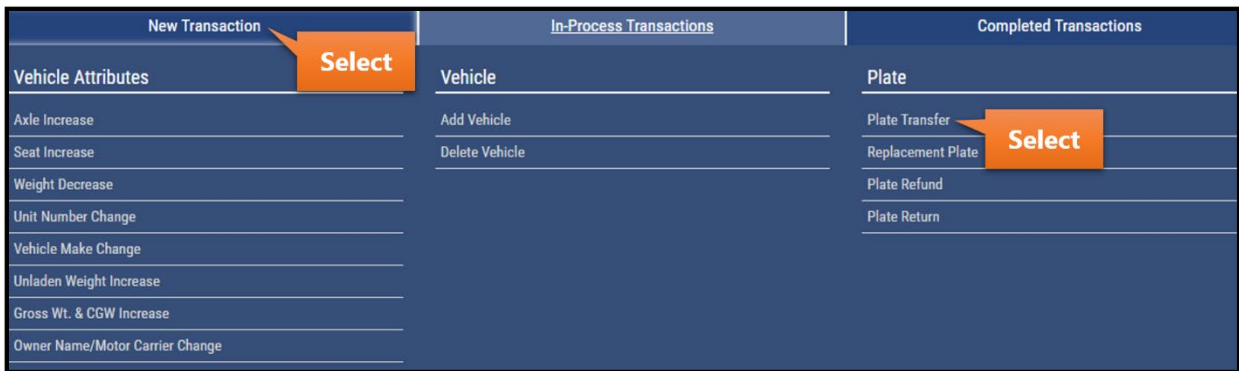 New Transaction
In-Process Transactions
Completed Transactions
Select
Vehicle Attributes
Axle Increase
Seat Increase
Weight Decrease
Unit Number Change
Vehicle Make Change
Unladen Weight Increase
Gross Wt. & CGW Increase
Owner Name/Motor Carrier Change
Vehicle
Add Vehicle
Delete Vehicle
Plate
Plate Transfer
Select
Replacement Plate
Plate Refund
Plate Return